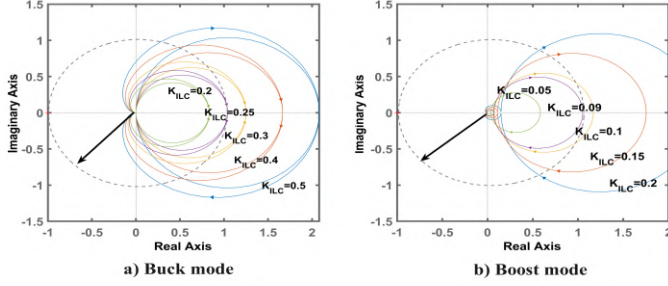 1.5
1
0.5
0
-0.5
-1
-1.5
Imaginary Axis
K_ILC=0.2
K_ILC=0.25
K_ILC=0.3
K_ILC=0.4
K_ILC=0.5
-1 -0.5 0 0.5 1 1.5 2
Real Axis
a) Buck mode
1.5
1
0.5
0
-0.5
-1
-1.5
Imaginary Axis
K_ILC=0.05
K_ILC=0.09
K_ILC=0.1
K_ILC=0.15
K_ILC=0.2
-1 -0.5 0 0.5 1 1.5 2
Real Axis
b) Boost mode